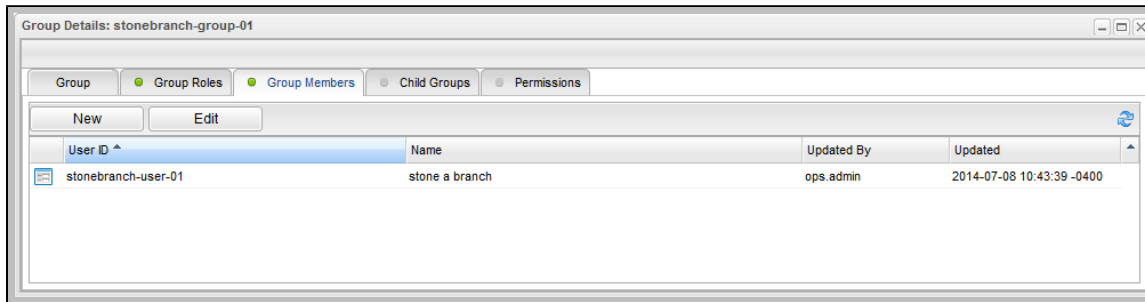 Group Details: stonebranch-group-01
Group Group Roles Group Members Child Groups Permissions
New Edit
User ID Name Updated By Updated
stonebranch-user-01 stone a branch ops.admin 2014-07-08 10:43:39 -0400